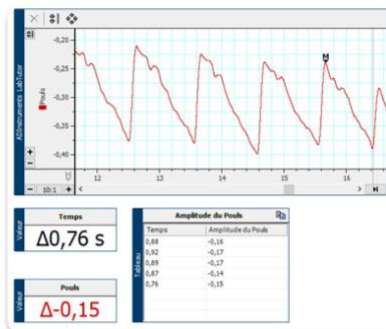 -0,20
-0,25
-0,30
-0,35
-0,40
ADInstruments LabTutor
Pouls
M
10:1
12 13 14 15 16
Valeur
Temps
Δ0,76 s
Valeur
Pouls
Δ-0,15
Tableau
Amplitude du Pouls
Temps Amplitude du Pouls
0,88 -0,16
0,92 -0,17
0,89 -0,17
0,87 -0,14
0,76 -0,15